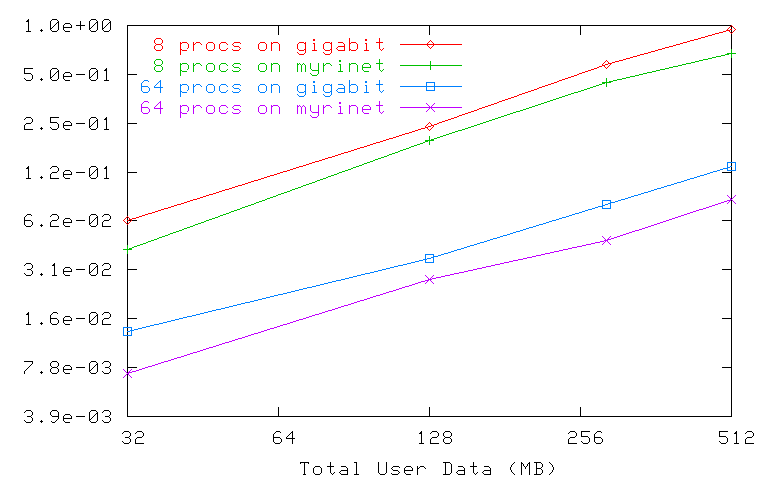 1.0e+00
8 procs on gigabit
8 procs on myrinet
5.0e-01
64 procs on gigabit
64 procs on myrinet
2.5e-01
1.2e-01
6.2e-02
3.1e-02
1.6e-02
7.8e-03
3.9e-03
32 64 128 256 512
Total User Data (MB)